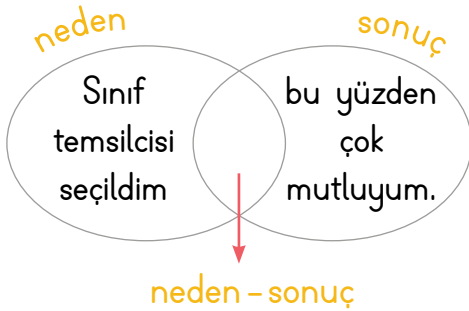 neden
sonuç
Sınıf
temsilcisi
seçildim
bu yüzden
çok
mutluyum.
neden – sonuç